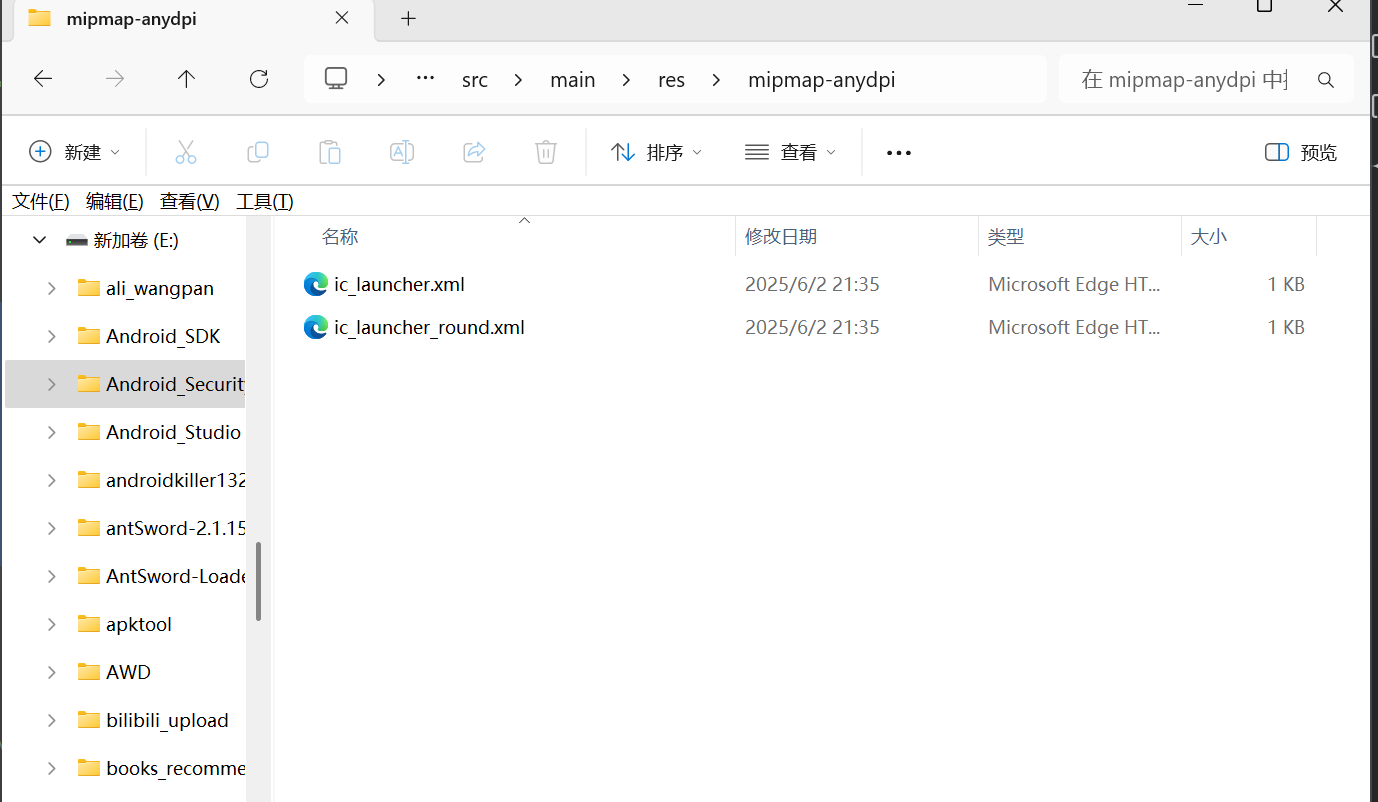 mipmap-anydpi
src main res mipmap-anydpi 在 mipmap-anydpi 中
新建 排序 查看 预览
文件(F) 编辑(E) 查看(V) 工具(T)
名称 修改日期 类型 大小
ic_launcher.xml 2025/6/2 21:35 Microsoft Edge HT... 1 KB
ic_launcher_round.xml 2025/6/2 21:35 Microsoft Edge HT... 1 KB
新加卷 (E:)
ali_wangpan
Android_SDK
Android_Securit
Android_Studio
androidkiller132
antSword-2.1.15
AntSword-Loade
apktool
AWD
bilibili_upload
books_recomme